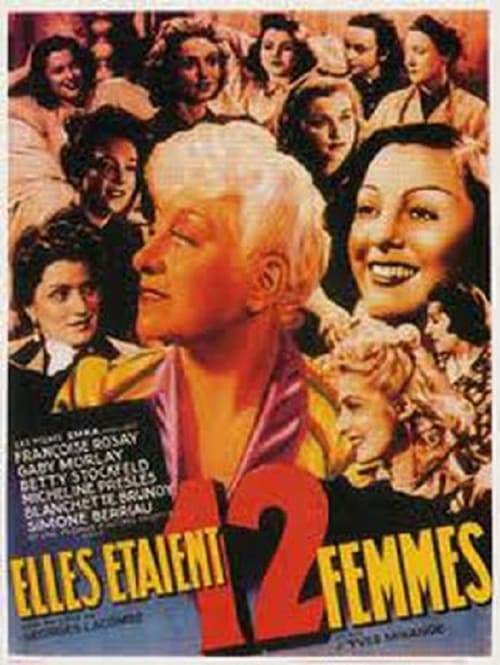 LES FILMS EMKA
FRANÇOISE ROSAY
GABY MORLAY
BETTY STOCKFELD
MICHELINE PRESLES
BLANCHETTE BRUNOY
SIMONE BERRIAU
ELLES ETAIENT 12 FEMMES
GEORGES LACOMBE
YVES MIRANDE